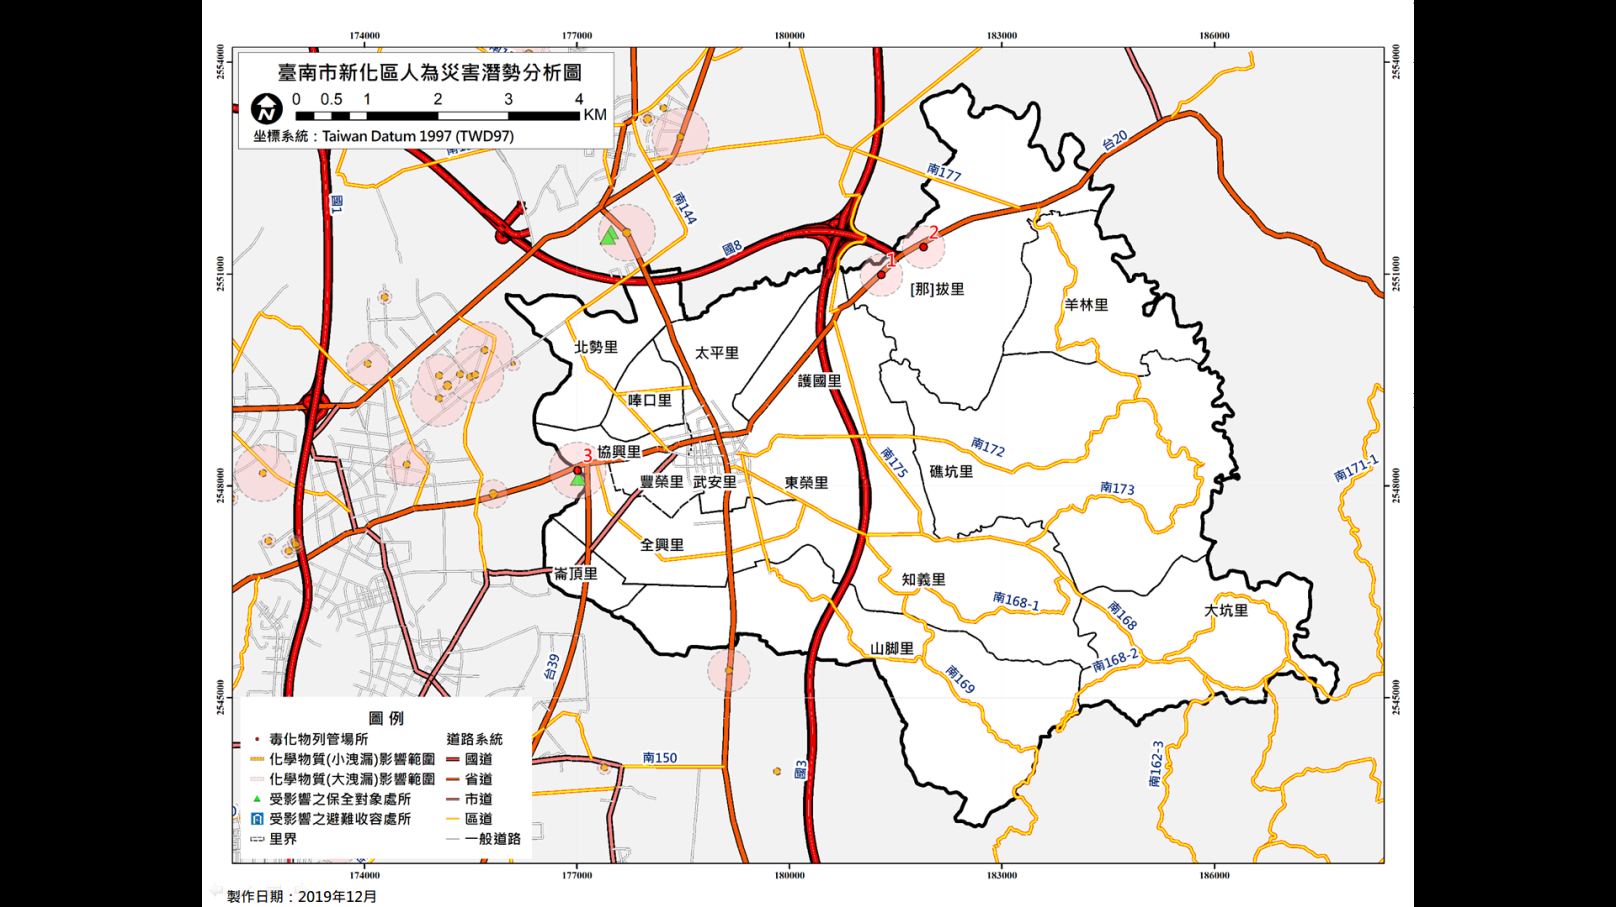 174000
177000
180000
183000
186000
2554000
2554000
臺南市新化區人為災害潛勢分析圖
0 0.5 1 2 3 4
KM
N
坐標系統：Taiwan Datum 1997 (TWD97)
台20
南177
國1
南144
2
國8
1
2551000
2551000
[那]拔里
羊林里
北勢里
太平里
護國里
唪口里
3
協興里
南172
南175
礁坑里
南171-1
豐榮里
武安里
東榮里
南173
2548000
2548000
全興里
崙頂里
知義里
南168-1
南168
大坑里
山脚里
南168-2
台39
南169
2545000
2545000
南150
國3
南162-3
圖 例
毒化物列管場所
化學物質(小洩漏)影響範圍
化學物質(大洩漏)影響範圍
受影響之保全對象處所
受影響之避難收容處所
里界
道路系統
國道
省道
市道
區道
一般道路
174000
177000
180000
183000
186000
製作日期：2019年12月